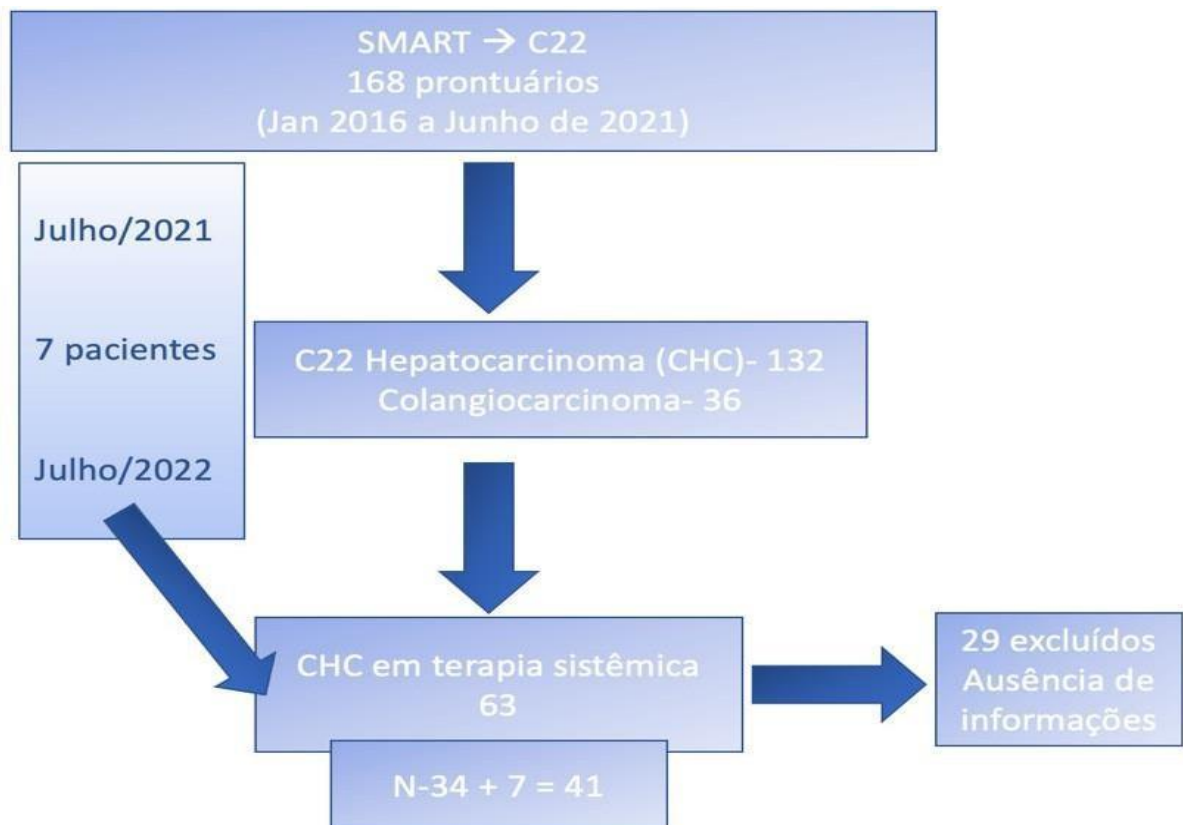 SMART → C22
168 prontuários
(Jan 2016 a Junho de 2021)
Julho/2021
7 pacientes
Julho/2022
C22 Hepatocarcinoma (CHC)- 132
Colangiocarcinoma- 36
CHC em terapia sistêmica
63
29 excluídos
Ausência de
informações
N-34 + 7 = 41